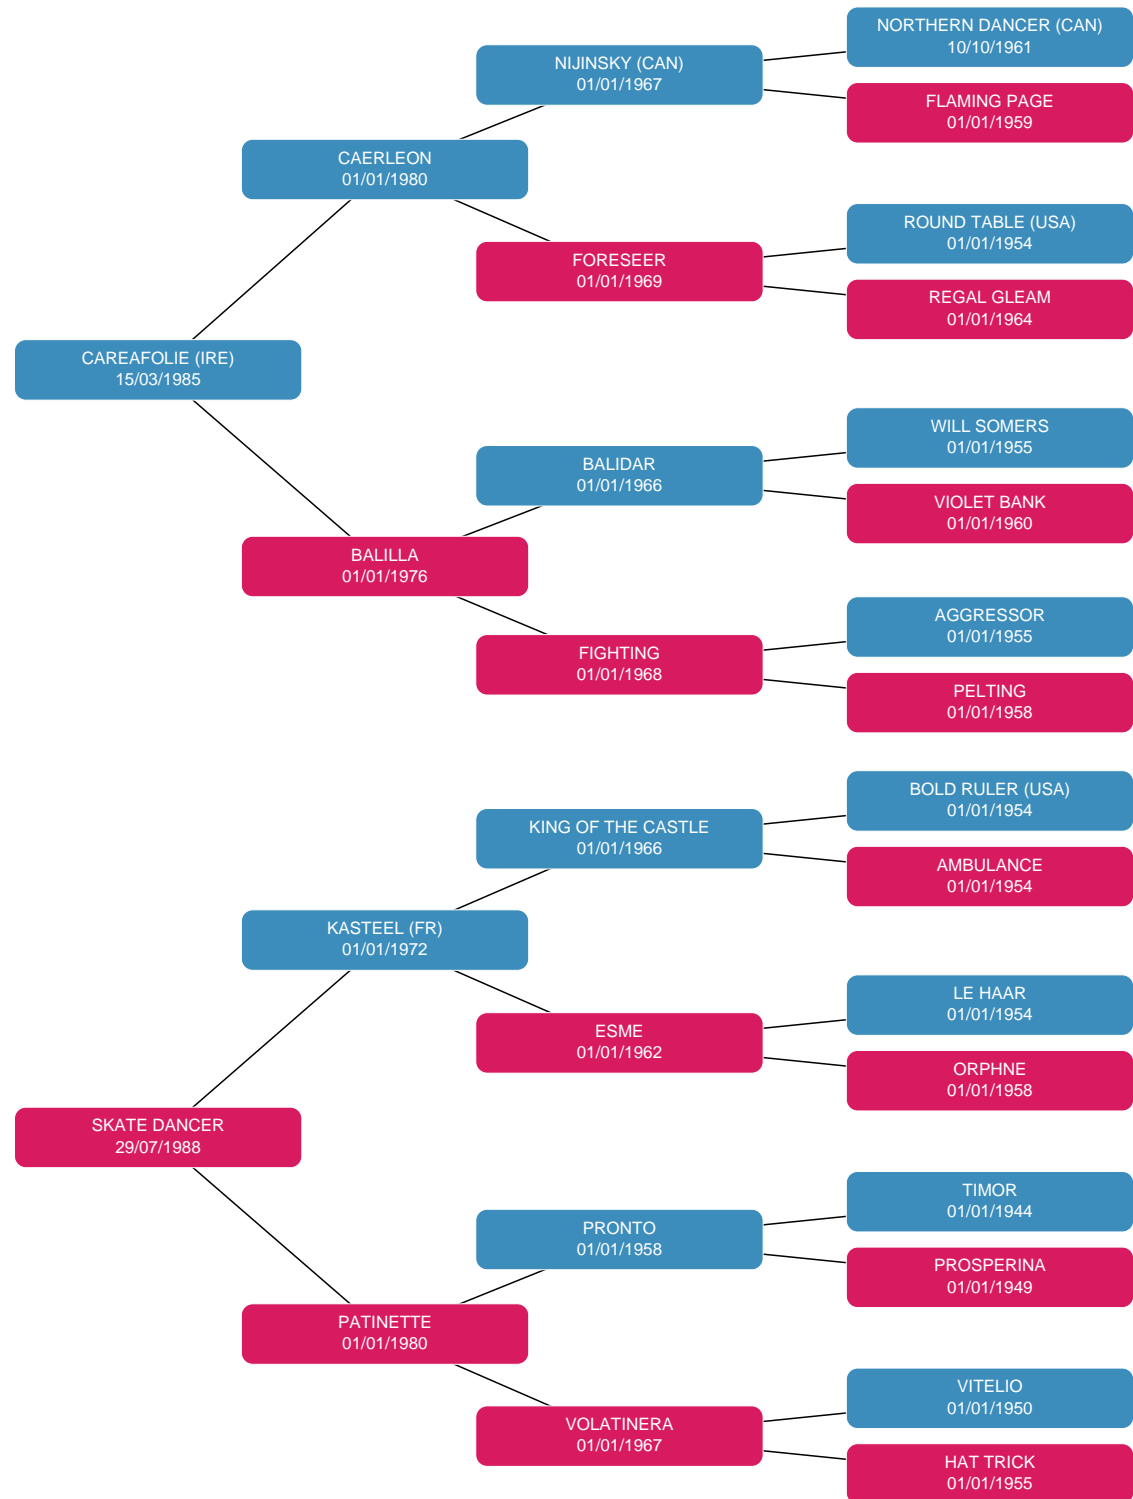 NORTHERN DANCER (CAN)
10/10/1961
NIJINSKY (CAN)
01/01/1967
FLAMING PAGE
01/01/1959
CAERLEON
01/01/1980
ROUND TABLE (USA)
01/01/1954
FORESEER
01/01/1969
REGAL GLEAM
01/01/1964
CAREAFOLIE (IRE)
15/03/1985
WILL SOMERS
01/01/1955
BALIDAR
01/01/1966
VIOLET BANK
01/01/1960
BALILLA
01/01/1976
AGGRESSOR
01/01/1955
FIGHTING
01/01/1968
PELTING
01/01/1958
BOLD RULER (USA)
01/01/1954
KING OF THE CASTLE
01/01/1966
AMBULANCE
01/01/1954
KASTEEL (FR)
01/01/1972
LE HAAR
01/01/1954
ESME
01/01/1962
ORPHNE
01/01/1958
SKATE DANCER
29/07/1988
TIMOR
01/01/1944
PRONTO
01/01/1958
PROSPERINA
01/01/1949
PATINETTE
01/01/1980
VITELIO
01/01/1950
VOLATINERA
01/01/1967
HAT TRICK
01/01/1955